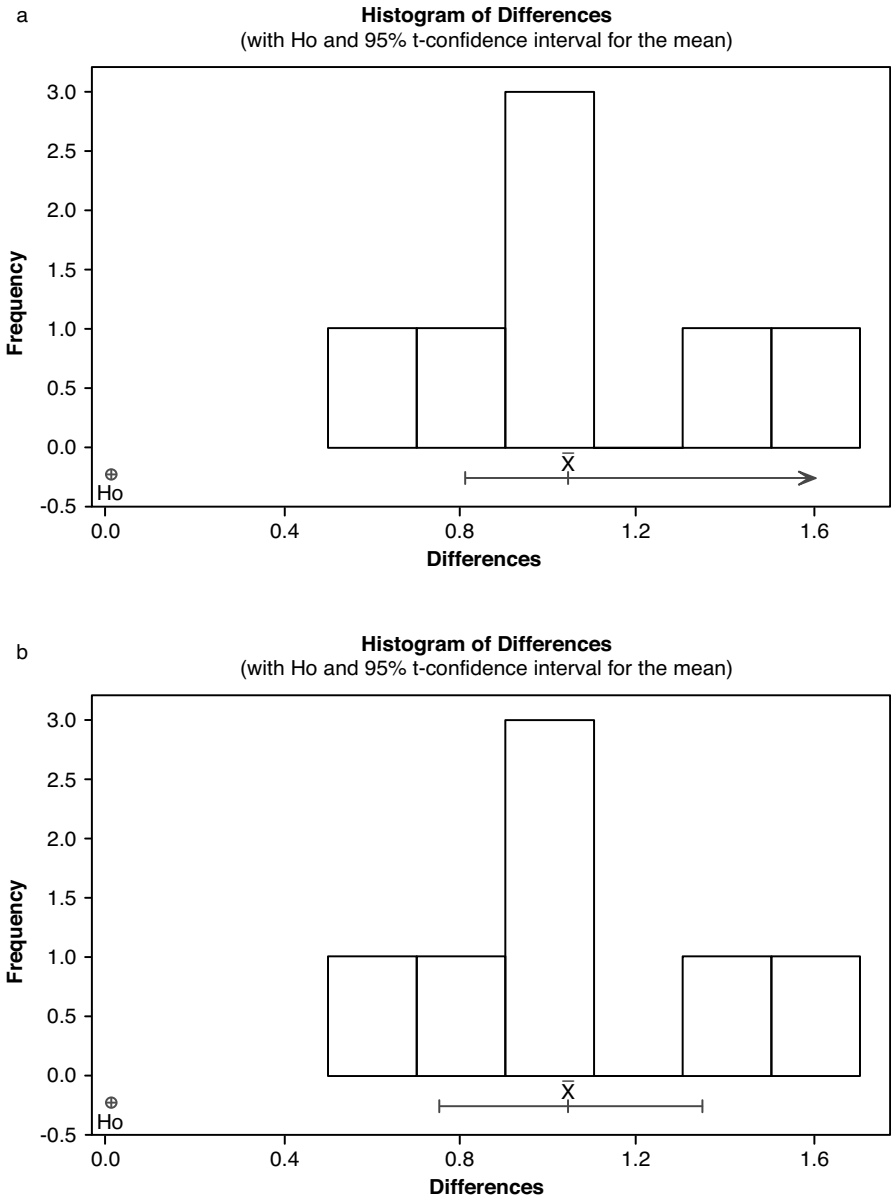 a
Histogram of Differences
(with Ho and 95% t-confidence interval for the mean)
3.0
2.5
2.0
1.5
1.0
0.5
0.0
-0.5
Frequency
X̄
Ho
0.0 0.4 0.8 1.2 1.6
Differences
b
Histogram of Differences
(with Ho and 95% t-confidence interval for the mean)
3.0
2.5
2.0
1.5
1.0
0.5
0.0
-0.5
Frequency
X̄
Ho
0.0 0.4 0.8 1.2 1.6
Differences